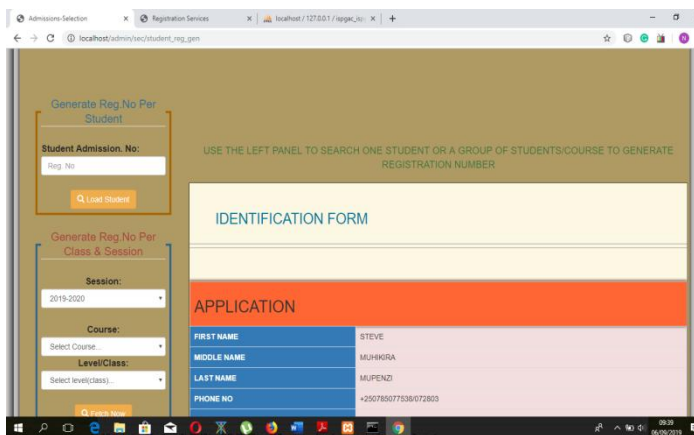 Admissions-Selection
Registration Services
localhost / 127.0.0.1 /
localhost/admin/sec/student_reg_gen
Generate Reg.No Per
Student
Student Admission. No:
Reg. No
Load Student
Generate Reg.No Per
Class & Session
Session:
2019-2020
Course:
Select Course...
Level/Class:
Select level(class)...
Fetch Now
USE THE LEFT PANEL TO SEARCH ONE STUDENT OR A GROUP OF STUDENTS/COURSE TO GENERATE
REGISTRATION NUMBER
IDENTIFICATION FORM
APPLICATION
FIRST NAME STEVE
MIDDLE NAME MUHIKIRA
LAST NAME MUPENZI
PHONE NO +250785077538/072803
09:39
06/09/2019